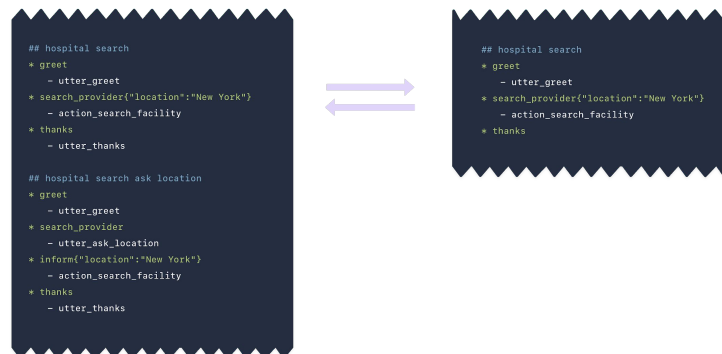 ## hospital search
* greet
– utter_greet
* search_provider{"location":"New York"}
– action_search_facility
* thanks
– utter_thanks
## hospital search ask location
* greet
– utter_greet
* search_provider
– utter_ask_location
* inform{"location":"New York"}
– action_search_facility
* thanks
– utter_thanks
## hospital search
* greet
– utter_greet
* search_provider{"location":"New York"}
– action_search_facility
* thanks